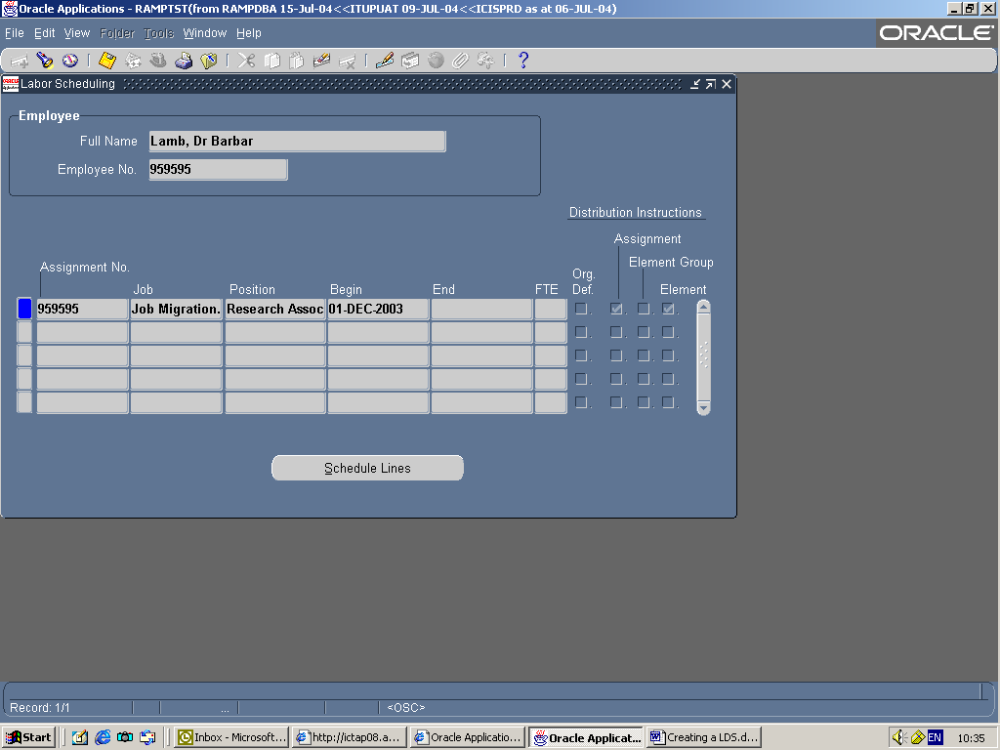 Oracle Applications - RAMPTST(from RAMPDBA 15-Jul-04<<ITUPUAT 09-JUL-04<<ICISPRD as at 06-JUL-04)
File Edit View Folder Tools Window Help
ORACLE
Labor Scheduling
Employee
Full Name Lamb, Dr Barbar
Employee No. 959595
Distribution Instructions
Assignment
Assignment No. Element Group
Org.
Job Position Begin End FTE Def. Element
959595 Job Migration. Research Assoc 01-DEC-2003
Schedule Lines
Record: 1/1 ... <OSC>
Start Inbox - Microsoft... http://ictap08.a... Oracle Applicatio... Oracle Applicat... Creating a LDS.d... EN 10:35